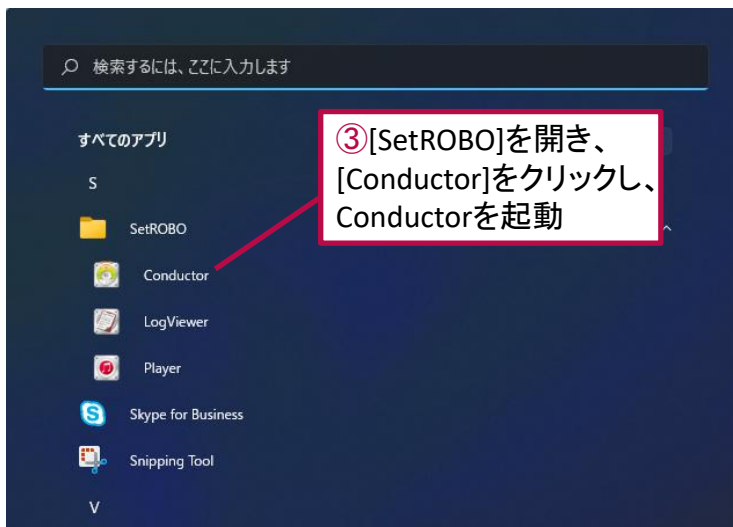 検索するには、ここに入力します
すべてのアプリ
③[SetROBO]を開き、
[Conductor]をクリックし、
Conductorを起動
S
SetROBO
Conductor
LogViewer
Player
Skype for Business
Snipping Tool
V